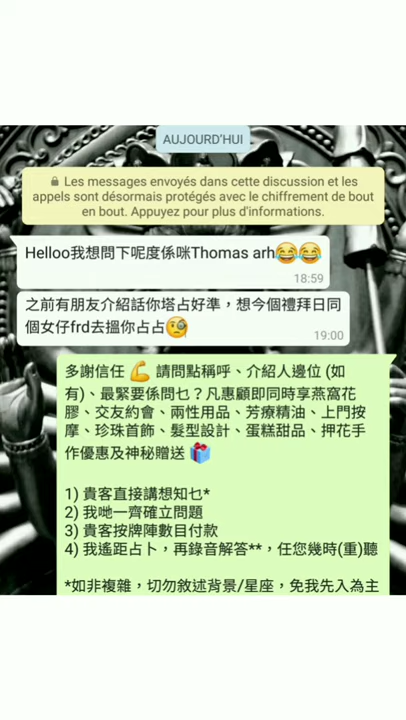 AUJOURD'HUI
Les messages envoyés dans cette discussion et les
appels sont désormais protégés avec le chiffrement de bout
en bout. Appuyez pour plus d'informations.
Helloo我想問下呢度係咪Thomas arh😂😂
18:59
之前有朋友介紹話你塔占好準，想今個禮拜日同
個女仔frd去搵你占占🧐
19:00
多謝信任 💪 請問點稱呼、介紹人邊位 (如
有)、最緊要係問乜？凡惠顧即同時享燕窩花
膠、交友約會、兩性用品、芳療精油、上門按
摩、珍珠首飾、髮型設計、蛋糕甜品、押花手
作優惠及神秘贈送 🎁
1) 貴客直接講想知乜*
2) 我哋一齊確立問題
3) 貴客按牌陣數目付款
4) 我遙距占卜，再錄音解答**，任您幾時(重)聽
*如非複雜，切勿敘述背景/星座，免我先入為主